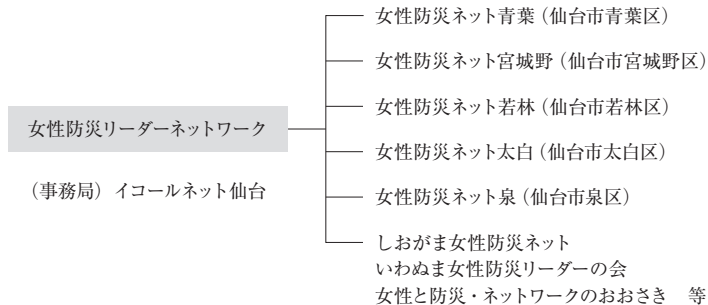 女性防災ネット青葉（仙台市青葉区）
女性防災ネット宮城野（仙台市宮城野区）
女性防災ネット若林（仙台市若林区）
女性防災リーダーネットワーク
女性防災ネット太白（仙台市太白区）
（事務局）イコールネット仙台
女性防災ネット泉（仙台市泉区）
しおがま女性防災ネット
いわぬま女性防災リーダーの会
女性と防災・ネットワークのおおさき　等